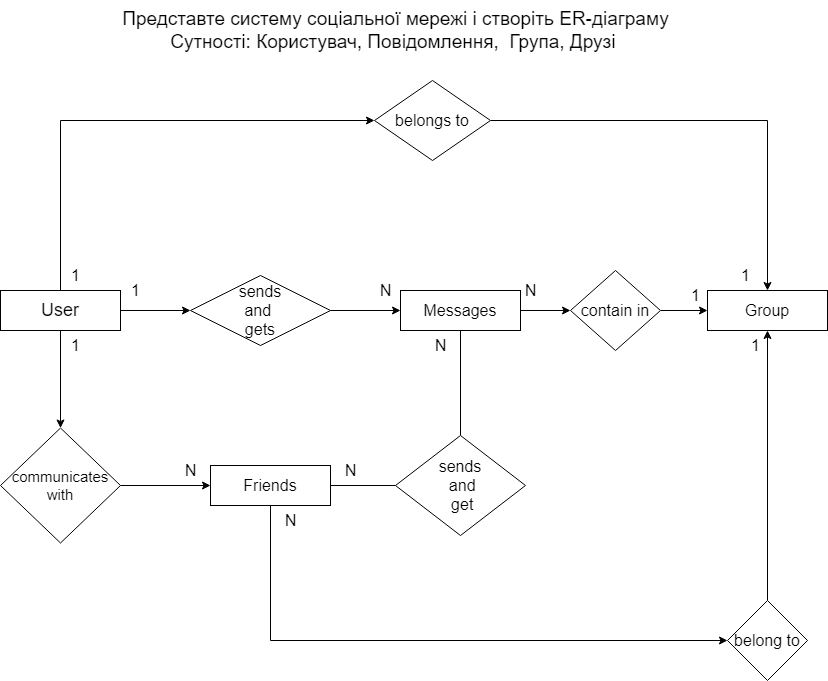 Представте систему соціальної мережі і створіть ER-діаграму
Сутності: Користувач, Повідомлення, Група, Друзі
belongs to
1
1
User
1
sends
and
gets
N
Messages
N
contain in
1
Group
1
N
1
communicates
with
N
Friends
N
sends
and
get
N
belong to